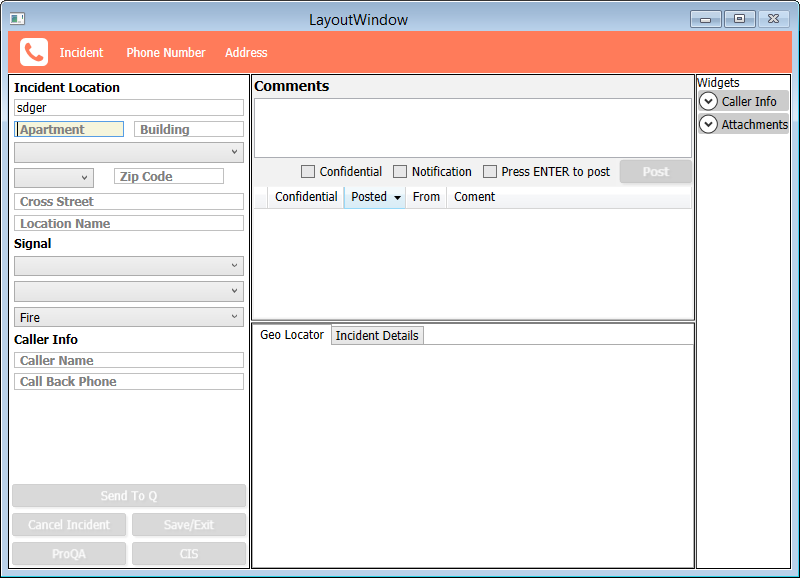 LayoutWindow
Incident Phone Number Address
Incident Location
sdger
Apartment Building
Zip Code
Cross Street
Location Name
Signal
Fire
Caller Info
Caller Name
Call Back Phone
Send To Q
Cancel Incident Save/Exit
ProQA CIS
Comments
Confidential Notification Press ENTER to post Post
Confidential Posted From Coment
Geo Locator Incident Details
Widgets
Caller Info
Attachments